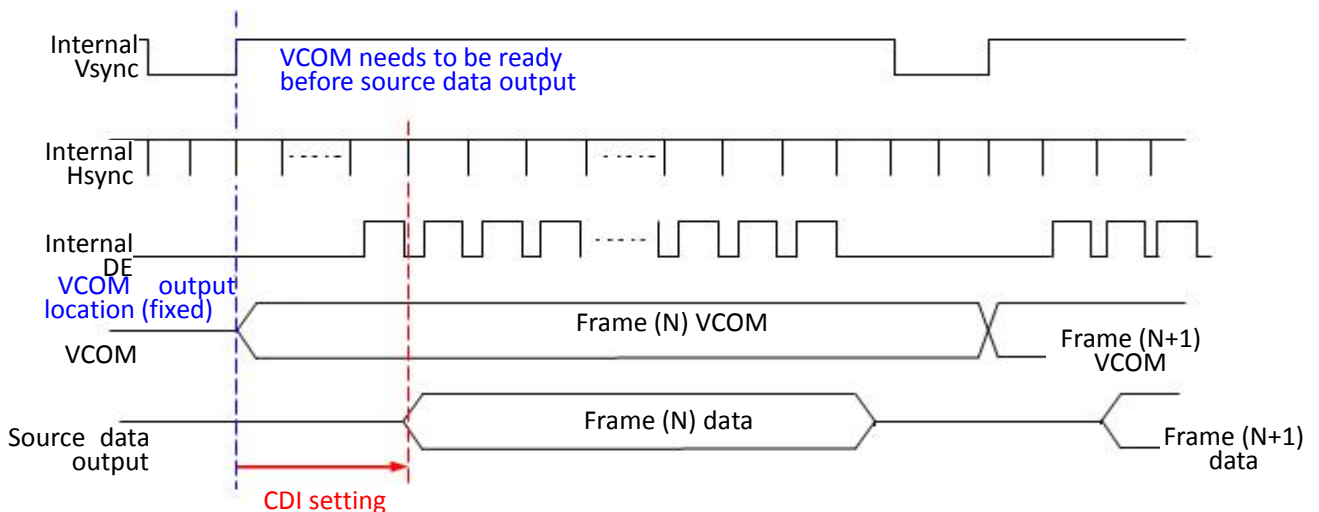 Internal
Vsync
VCOM needs to be ready
before source data output
Internal
Hsync
Internal
DE
VCOM output
location (fixed)
VCOM
Frame (N) VCOM
Frame (N+1)
VCOM
Source data
output
Frame (N) data
Frame (N+1)
data
CDI setting